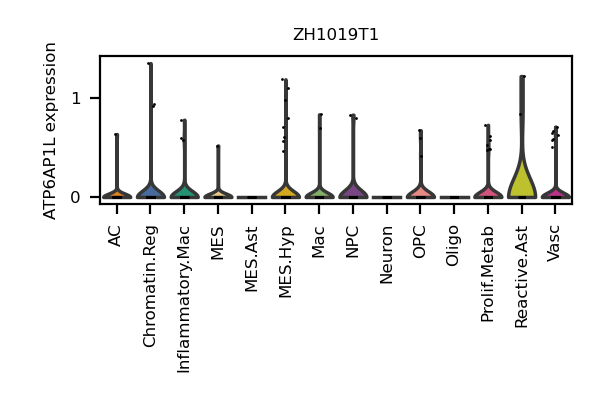 ZH1019T1
ATP6AP1L expression
1
0
AC
Chromatin.Reg
Inflammatory.Mac
MES
MES.Ast
MES.Hyp
Mac
NPC
Neuron
OPC
Oligo
Prolif.Metab
Reactive.Ast
Vasc